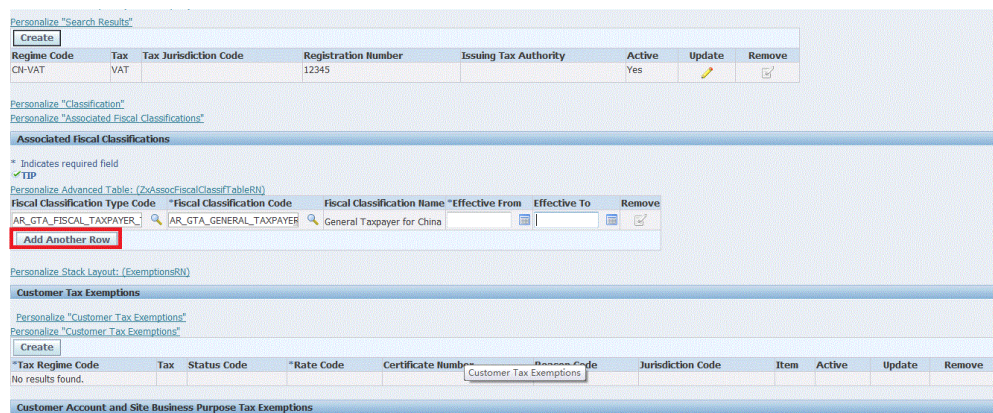 Personalize "Search Results"
Create
Regime Code Tax Tax Jurisdiction Code Registration Number Issuing Tax Authority Active Update Remove
CN-VAT VAT 12345 Yes
Personalize "Classification"
Personalize "Associated Fiscal Classifications"
Associated Fiscal Classifications
* Indicates required field
TIP
Personalize Advanced Table: (ZxAssocFiscalClassifTableRN)
Fiscal Classification Type Code *Fiscal Classification Code Fiscal Classification Name *Effective From Effective To Remove
AR_GTA_FISCAL_TAXPAYER_ AR_GTA_GENERAL_TAXPAYER General Taxpayer for China
Add Another Row
Personalize Stack Layout: (ExemptionsRN)
Customer Tax Exemptions
Personalize "Customer Tax Exemptions"
Personalize "Customer Tax Exemptions"
Create
*Tax Regime Code Tax Status Code *Rate Code Certificate Number Reason Code Jurisdiction Code Item Active Update Remove
Customer Tax Exemptions
No results found.
Customer Account and Site Business Purpose Tax Exemptions